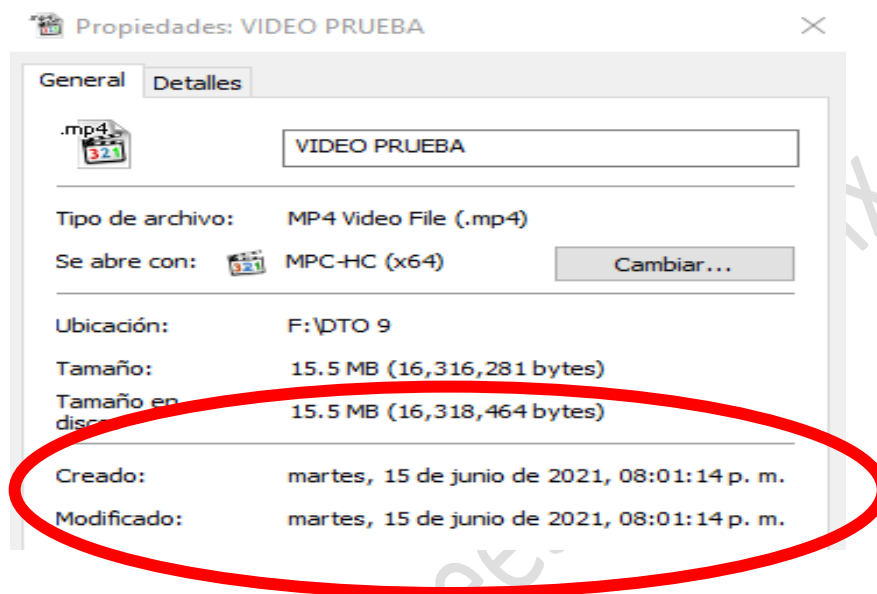 Propiedades: VIDEO PRUEBA
General Detalles
.mp4
321
VIDEO PRUEBA
Tipo de archivo: MP4 Video File (.mp4)
Se abre con: 321 MPC-HC (x64) Cambiar...
Ubicación: F:\DTO 9
Tamaño: 15.5 MB (16,316,281 bytes)
Tamaño en
15.5 MB (16,318,464 bytes)
Creado: martes, 15 de junio de 2021, 08:01:14 p. m.
Modificado: martes, 15 de junio de 2021, 08:01:14 p. m.